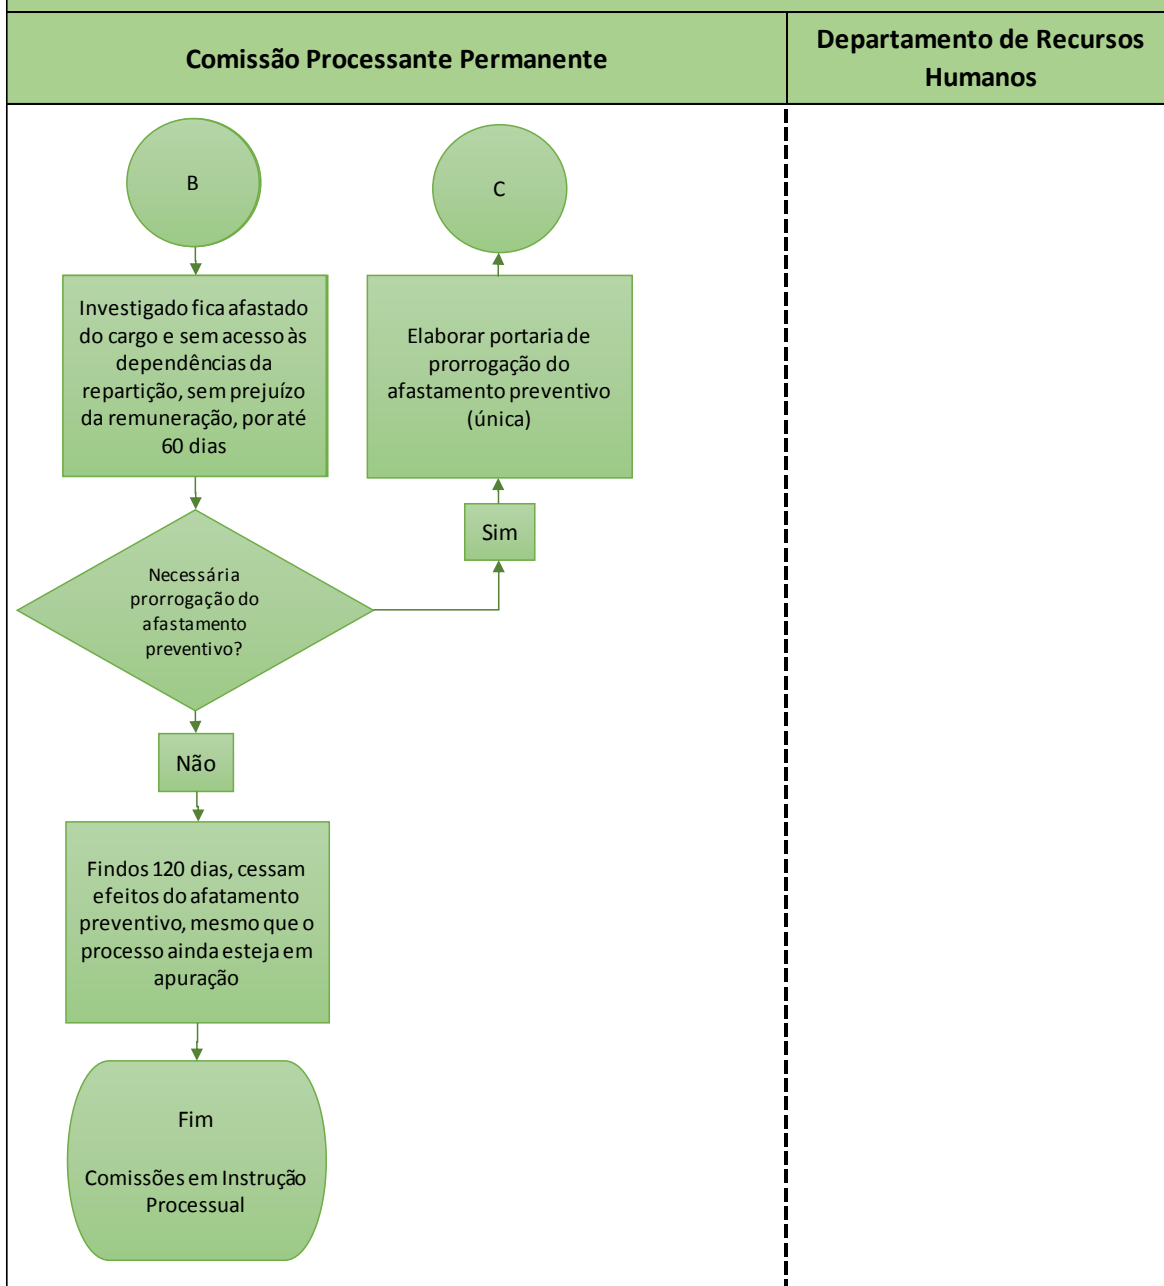 Comissão Processante Permanente
Departamento de Recursos
Humanos
B
Investigado fica afastado
do cargo e sem acesso às
dependências da
repartição, sem prejuízo
da remuneração, por até
60 dias
Necessária
prorrogação do
afastamento
preventivo?
Não
Findos 120 dias, cessam
efeitos do afatamento
preventivo, mesmo que o
processo ainda esteja em
apuração
Fim
Comissões em Instrução
Processual
Sim
Elaborar portaria de
prorrogação do
afastamento preventivo
(única)
C